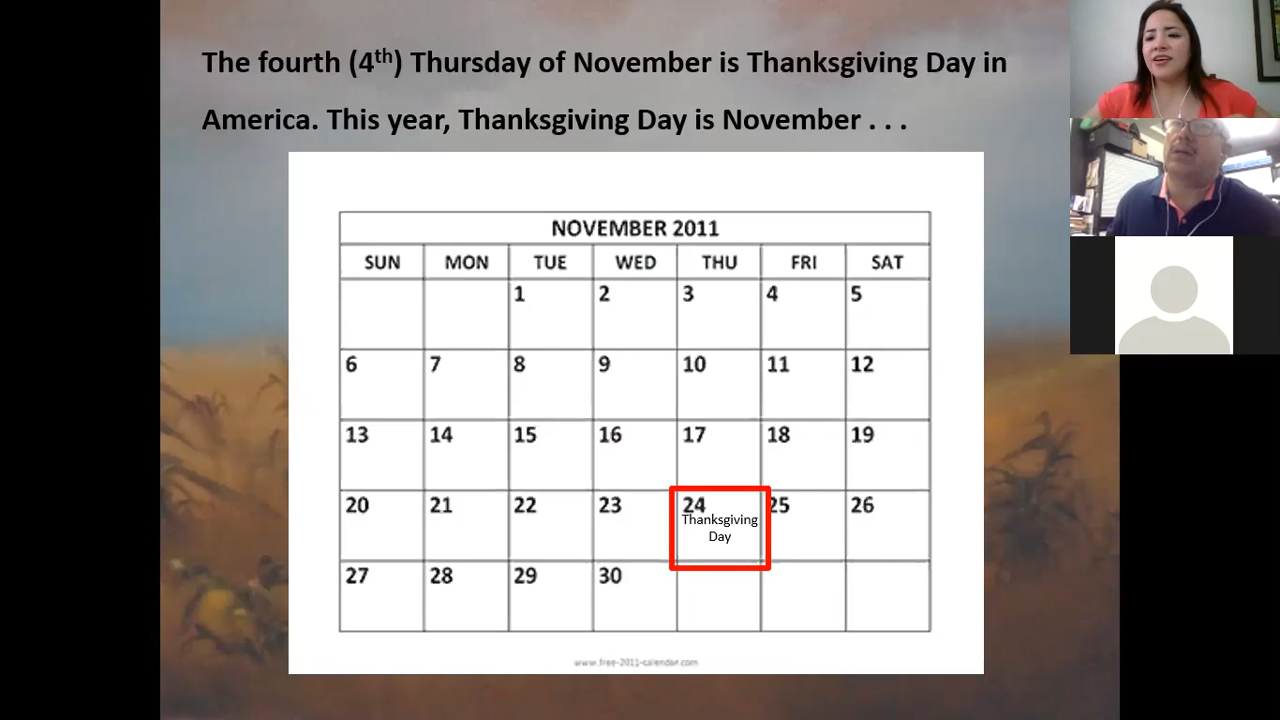 The fourth (4th) Thursday of November is Thanksgiving Day in
America. This year, Thanksgiving Day is November . . .
NOVEMBER 2011
SUN MON TUE WED THU FRI SAT
1 2 3 4 5
6 7 8 9 10 11 12
13 14 15 16 17 18 19
20 21 22 23 24 25 26
Thanksgiving
Day
27 28 29 30
www.free-2011-calendar.com